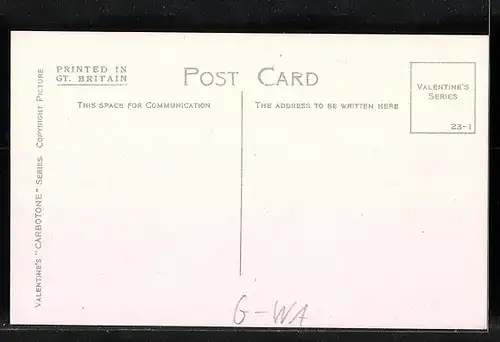 PRINTED IN
GT. BRITAIN
POST CARD
THIS SPACE FOR COMMUNICATION
THE ADDRESS TO BE WRITTEN HERE
VALENTINE'S
SERIES
23-1
VALENTINE'S "CARBOTONE" SERIES. COPYRIGHT PICTURE
G-WA